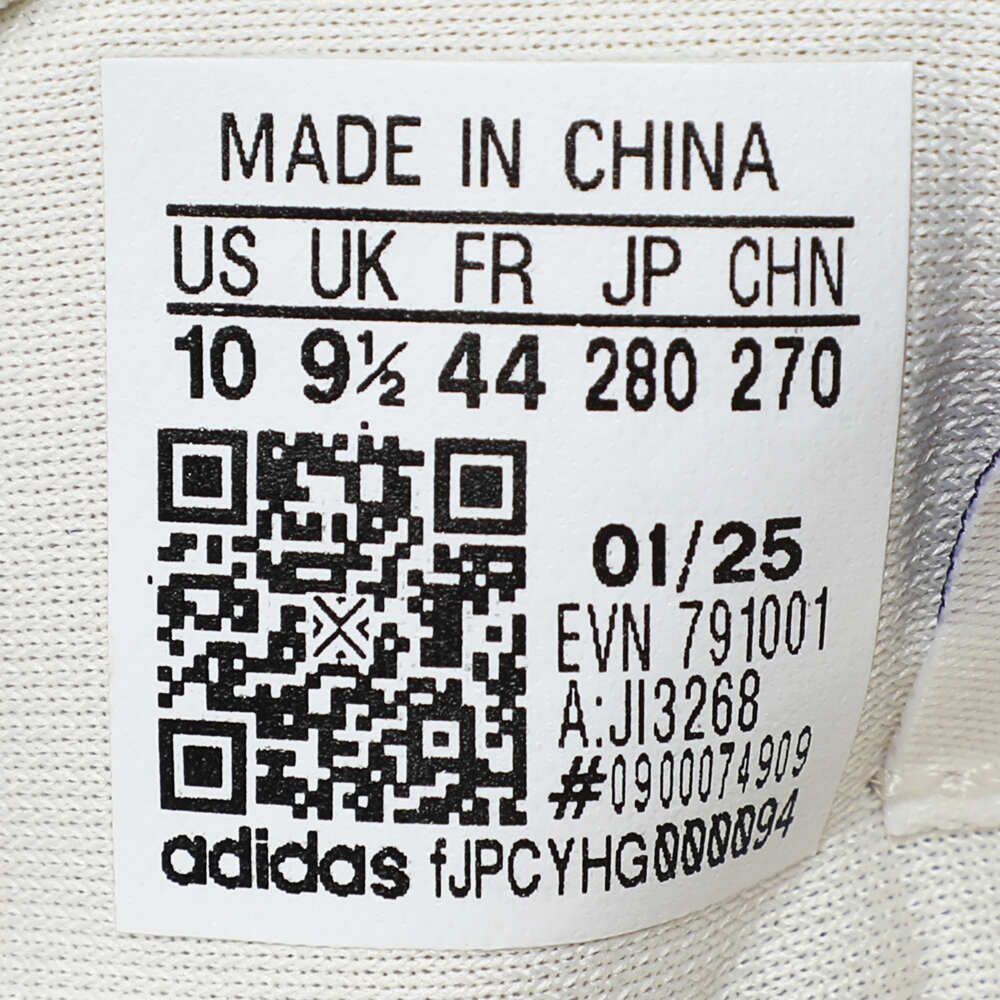 MADE IN CHINA
US UK FR JP CHN
10 9½ 44 280 270
01/25
EVN 791001
A:JI3268
#0900074909
adidas fJPCYHG000094